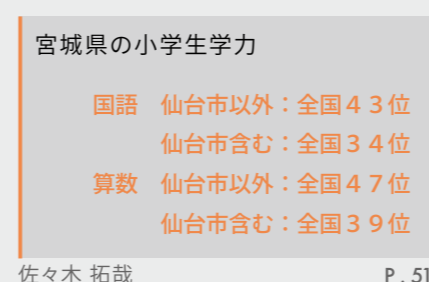 宮城県の小学生学力
国語　仙台市以外：全国４３位
仙台市含む：全国３４位
算数　仙台市以外：全国４７位
仙台市含む：全国３９位
佐々木 拓哉　P . 51